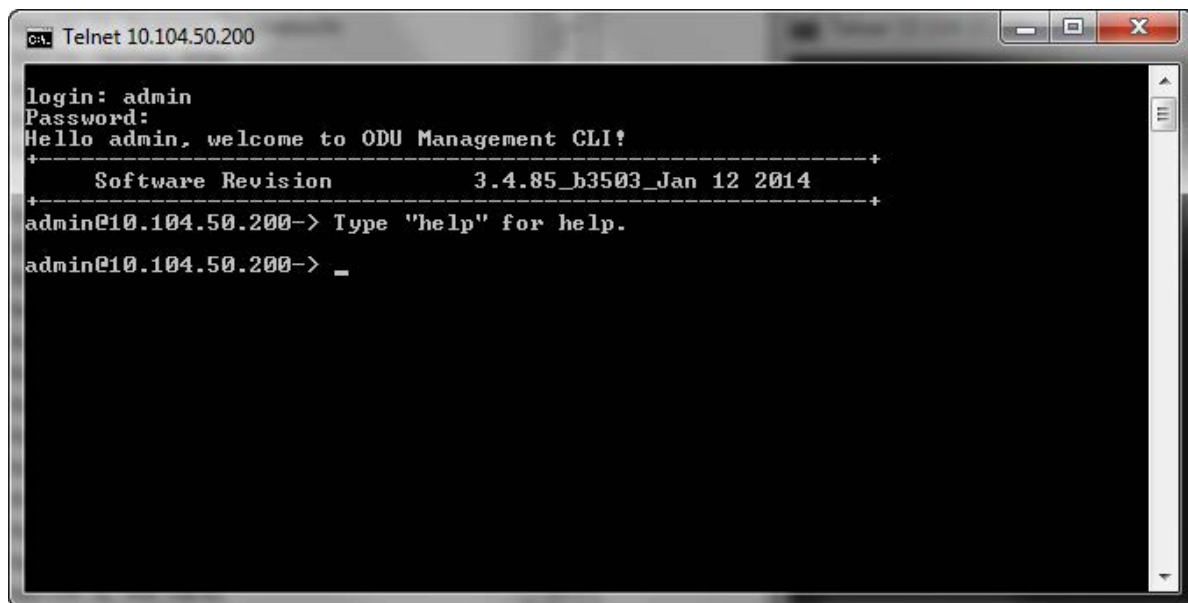 Telnet 10.104.50.200
login: admin
Password:
Hello admin, welcome to ODU Management CLI!
+-----------------------------------------------------------+
Software Revision 3.4.85_b3503_Jan 12 2014
+-----------------------------------------------------------+
admin@10.104.50.200-> Type "help" for help.
admin@10.104.50.200-> _